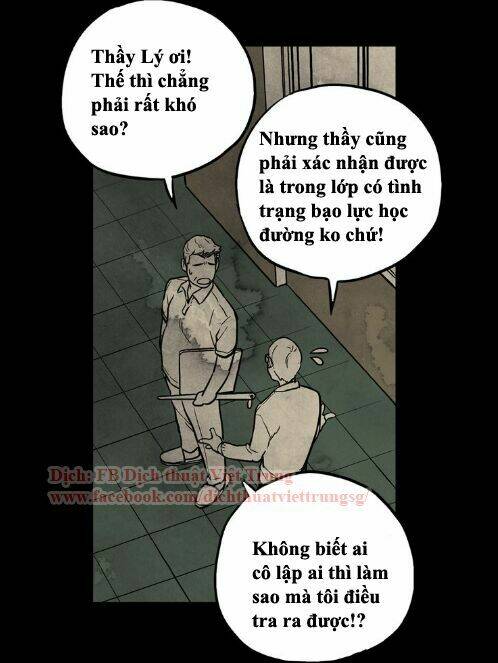 Thầy Lý ơi!
Thế thì chẳng
phải rất khó
sao?
Nhưng thầy cũng
phải xác nhận được
là trong lớp có tình
trạng bạo lực học
đường ko chứ!
Dịch: FB Dịch thuật Việt Trung
www.facebook.com/dichthuatviettrungsg/
Không biết ai
cô lập ai thì làm
sao mà tôi điều
tra ra được!?